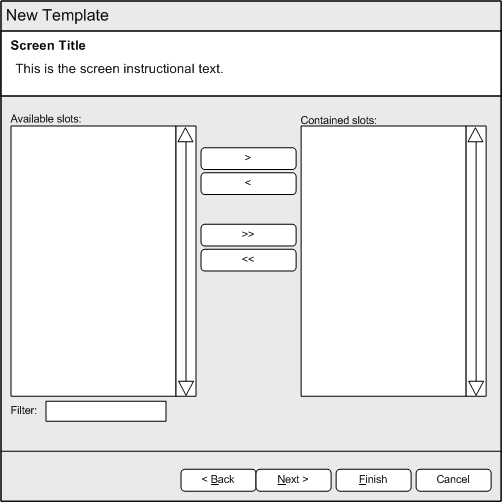 New Template
Screen Title
This is the screen instructional text.
Available slots:
Contained slots:
>
<
>>
<<
Filter:
< Back
Next >
Finish
Cancel